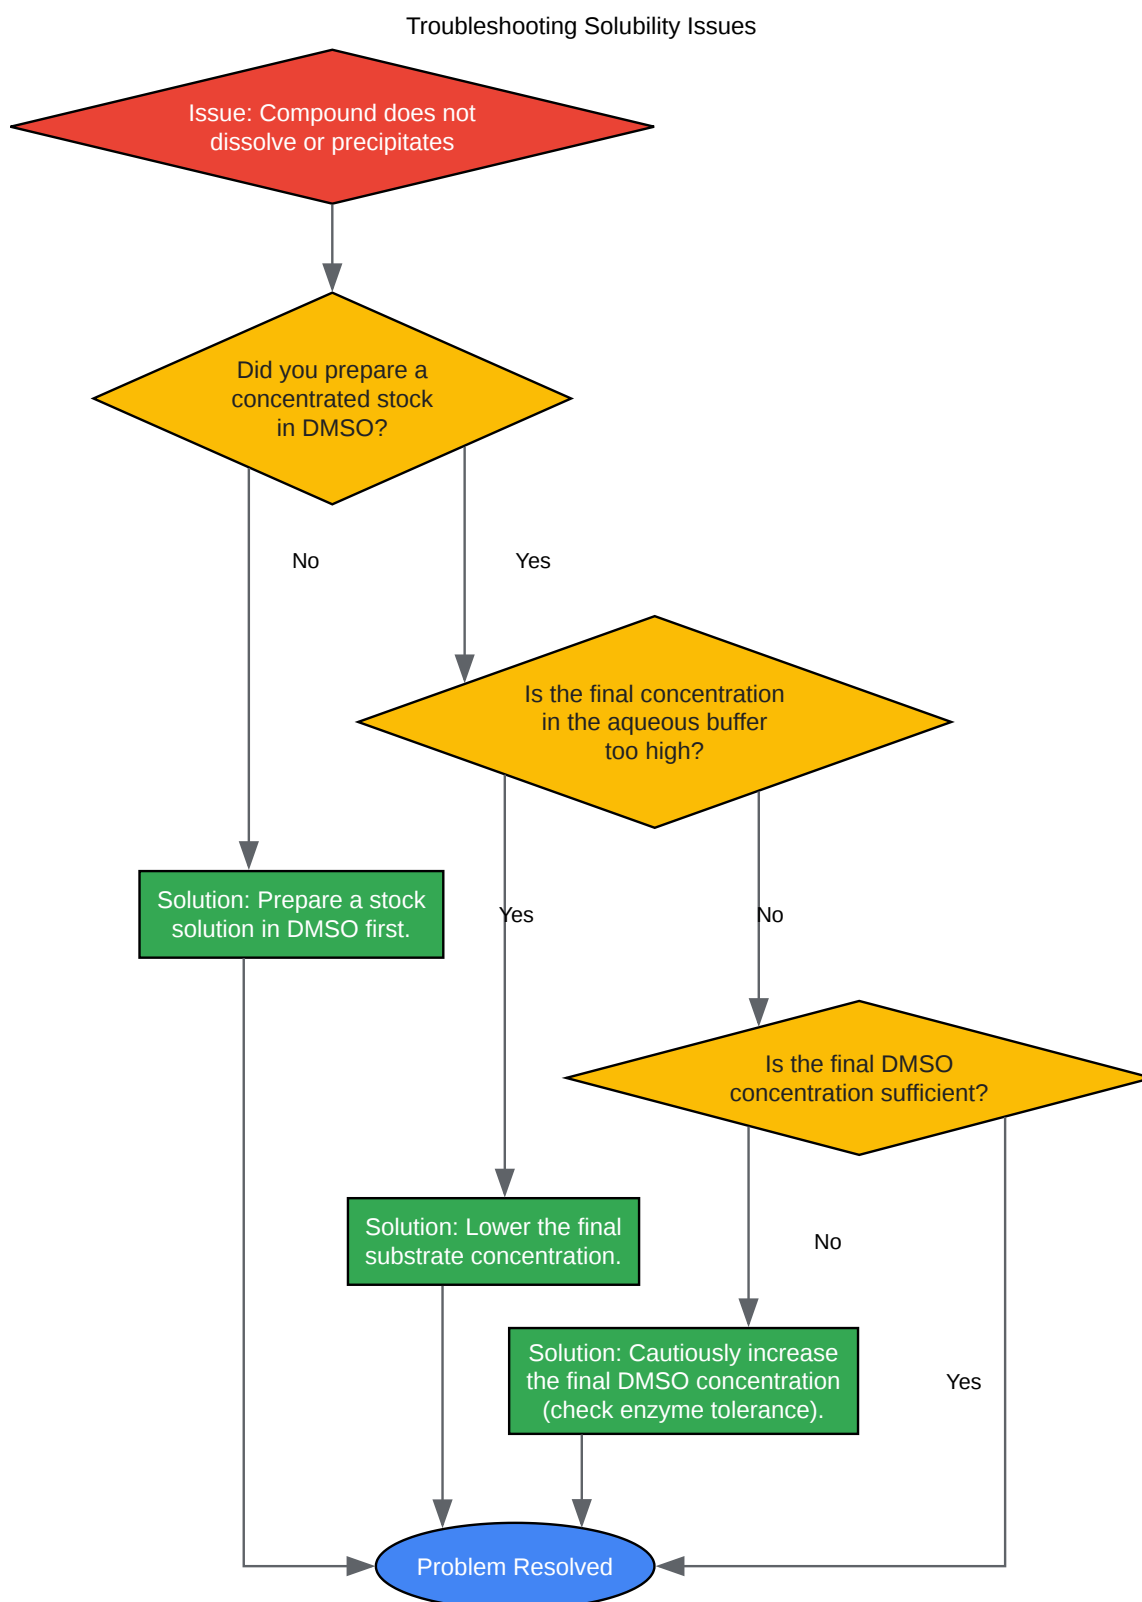 Troubleshooting Solubility Issues
Issue: Compound does not
dissolve or precipitates
Did you prepare a
concentrated stock
in DMSO?
No
Yes
Is the final concentration
in the aqueous buffer
too high?
Solution: Prepare a stock
solution in DMSO first.
Yes
No
Is the final DMSO
concentration sufficient?
Solution: Lower the final
substrate concentration.
No
Solution: Cautiously increase
the final DMSO concentration
(check enzyme tolerance).
Yes
Problem Resolved